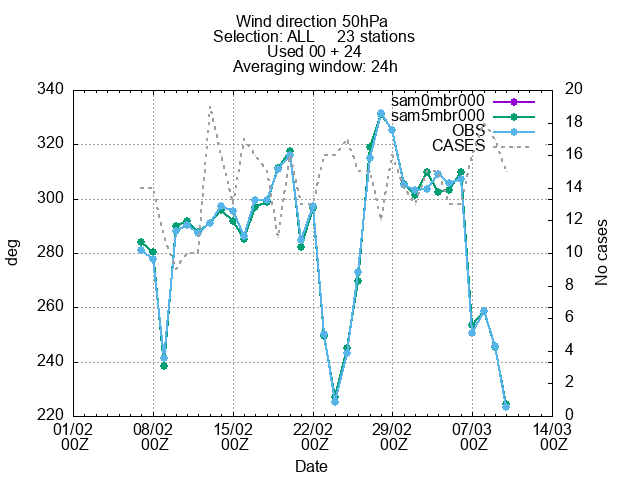 Wind direction 50hPa
Selection: ALL 23 stations
Used 00 + 24
Averaging window: 24h
340
320
300
280
260
240
220
deg
20
18
16
14
12
10
8
6
4
2
0
No cases
sam0mbr000
sam5mbr000
OBS
CASES
01/02 08/02 15/02 22/02 29/02 07/03 14/03
00Z 00Z 00Z 00Z 00Z 00Z 00Z
Date